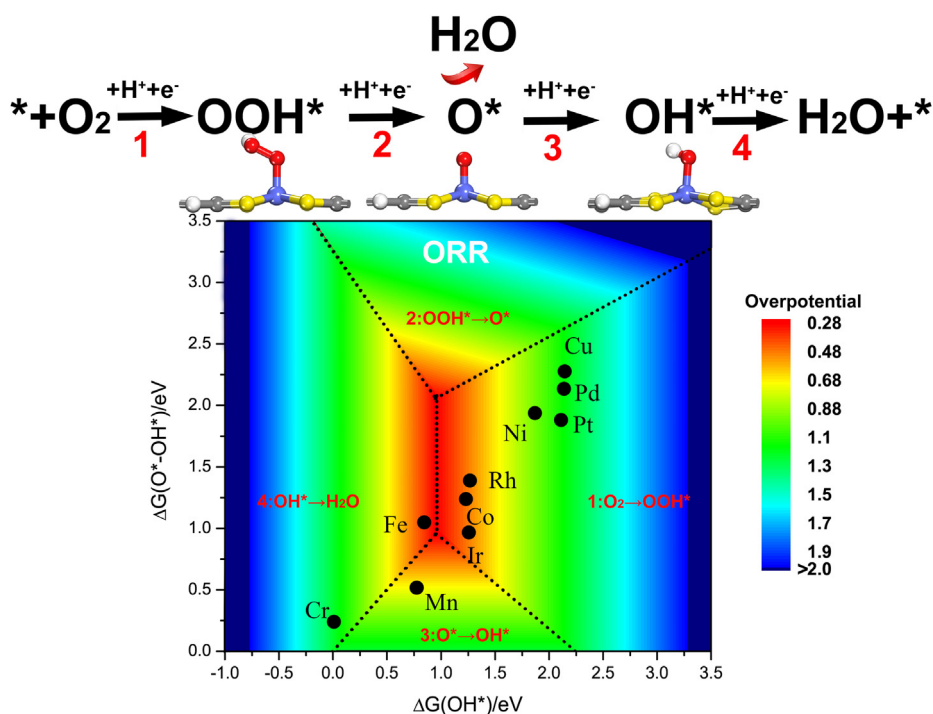 H2O
*+O2 +H++e- OOH* +H++e- O* +H++e- OH* +H++e- H2O+*
1 2 3 4
ORR
2:OOH*→O*
4:OH*→H2O
1:O2→OOH*
3:O*→OH*
Cu
Pd
Pt
Ni
Rh
Co
Ir
Fe
Mn
Cr
3.5
3.0
2.5
2.0
1.5
1.0
0.5
0.0
ΔG(O*-OH*)/eV
-1.0 -0.5 0.0 0.5 1.0 1.5 2.0 2.5 3.0 3.5
ΔG(OH*)/eV
Overpotential
0.28
0.48
0.68
0.88
1.1
1.3
1.5
1.7
1.9
>2.0